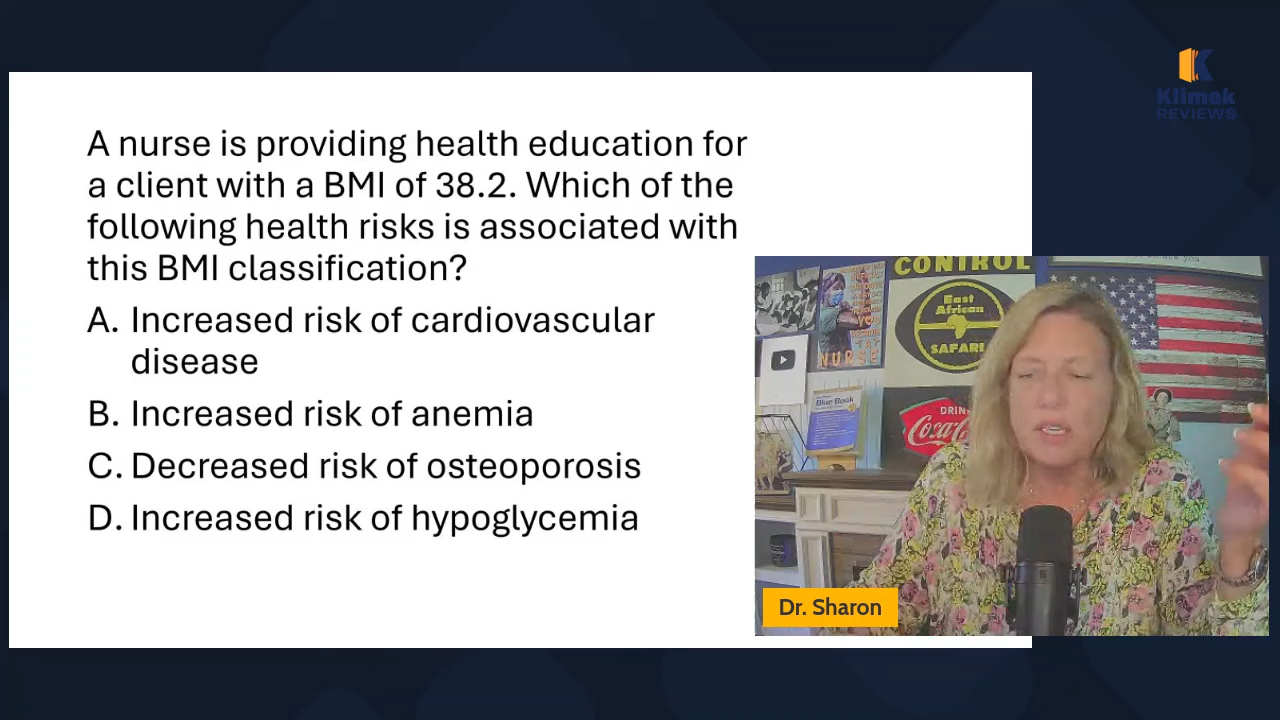 Klimek
REVIEWS
A nurse is providing health education for
a client with a BMI of 38.2. Which of the
following health risks is associated with
this BMI classification?
A. Increased risk of cardiovascular
disease
B. Increased risk of anemia
C. Decreased risk of osteoporosis
D. Increased risk of hypoglycemia
CONTROL
East
African
SAFARI
NURSE
Blue Book
DRIN
Coca-C
Dr. Sharon